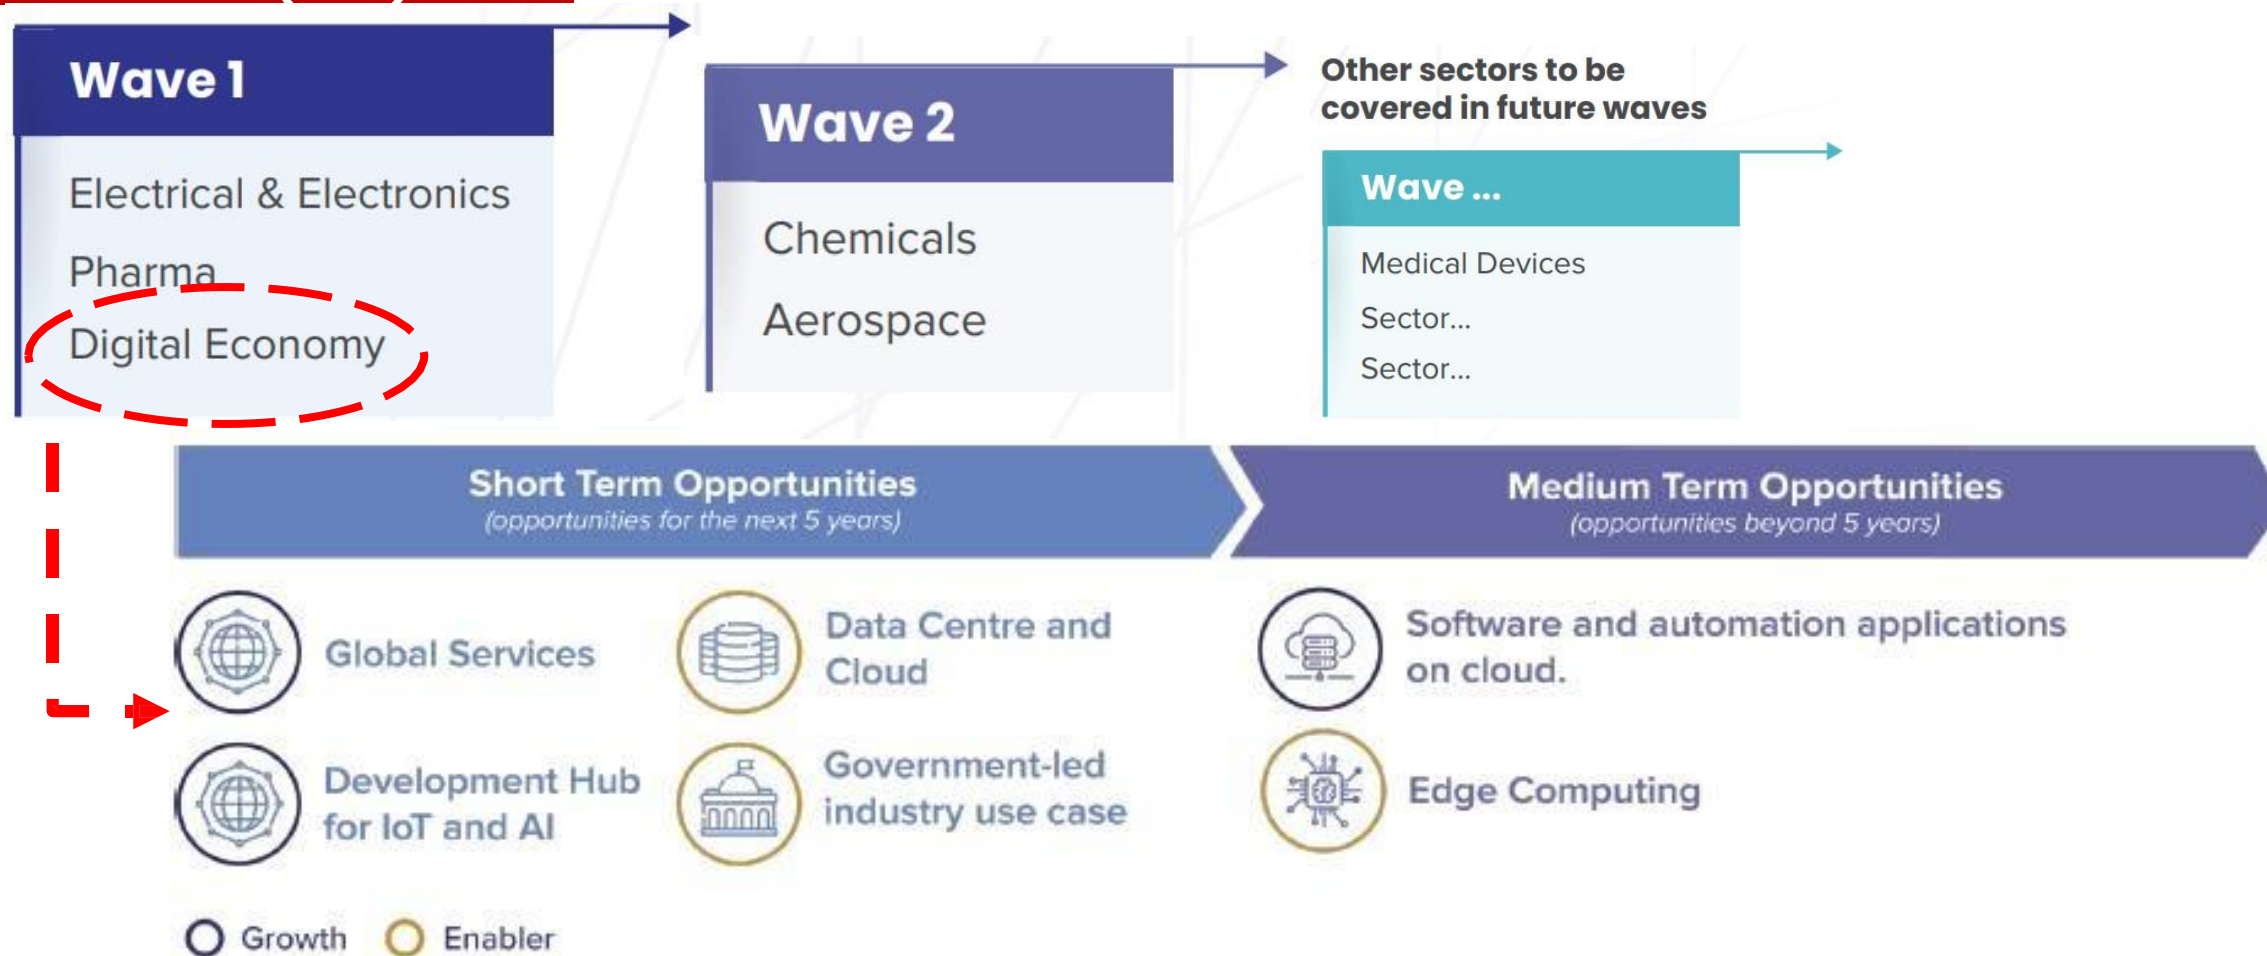 Wave 1
Electrical & Electronics
Pharma
Digital Economy
Wave 2
Chemicals
Aerospace
Other sectors to be
covered in future waves
Wave ...
Medical Devices
Sector...
Sector...
Short Term Opportunities
(opportunities for the next 5 years)
Medium Term Opportunities
(opportunities beyond 5 years)
Global Services
Data Centre and
Cloud
Software and automation applications
on cloud.
Development Hub
for IoT and AI
Government-led
industry use case
Edge Computing
Growth
Enabler